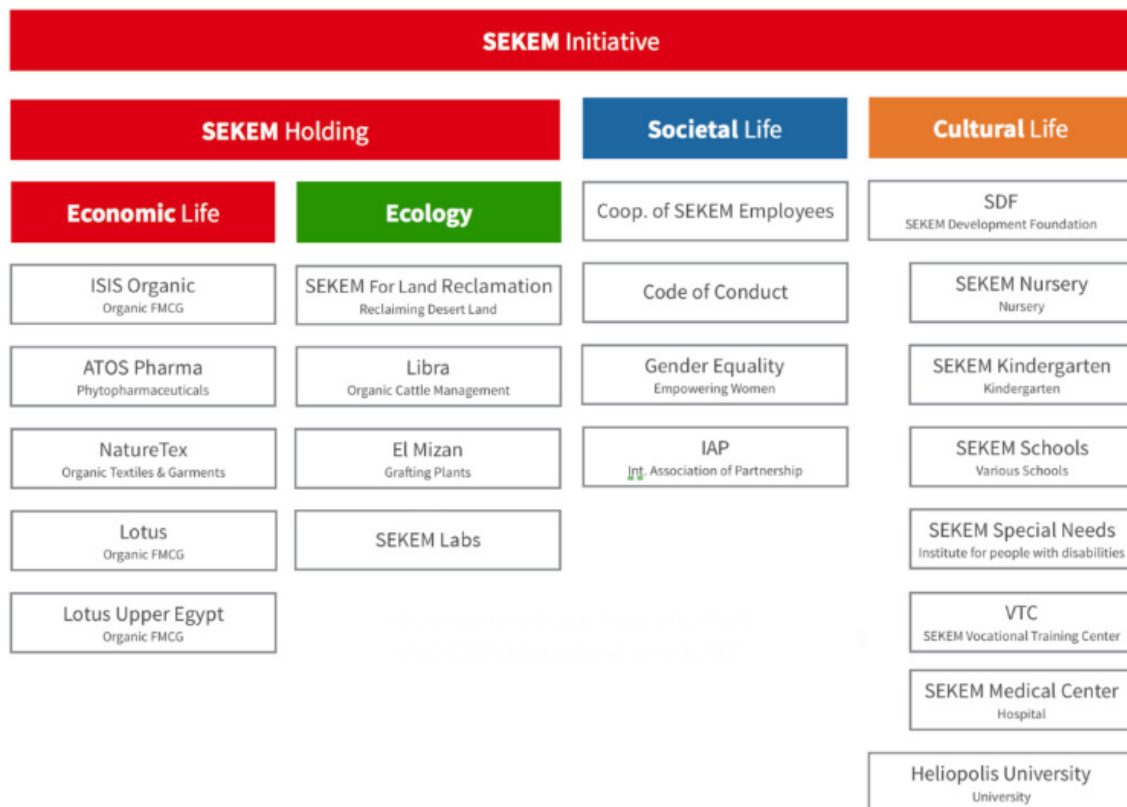 SEKEM Initiative
SEKEM Holding
Economic Life
ISIS Organic
Organic FMCG
ATOS Pharma
Phytopharmaceuticals
NatureTex
Organic Textiles & Garments
Lotus
Organic FMCG
Lotus Upper Egypt
Organic FMCG
Ecology
SEKEM For Land Reclamation
Reclaiming Desert Land
Libra
Organic Cattle Management
El Mizan
Grafting Plants
SEKEM Labs
Societal Life
Coop. of SEKEM Employees
Code of Conduct
Gender Equality
Empowering Women
IAP
Int. Association of Partnership
Cultural Life
SDF
SEKEM Development Foundation
SEKEM Nursery
Nursery
SEKEM Kindergarten
Kindergarten
SEKEM Schools
Various Schools
SEKEM Special Needs
Institute for people with disabilities
VTC
SEKEM Vocational Training Center
SEKEM Medical Center
Hospital
Heliopolis University
University